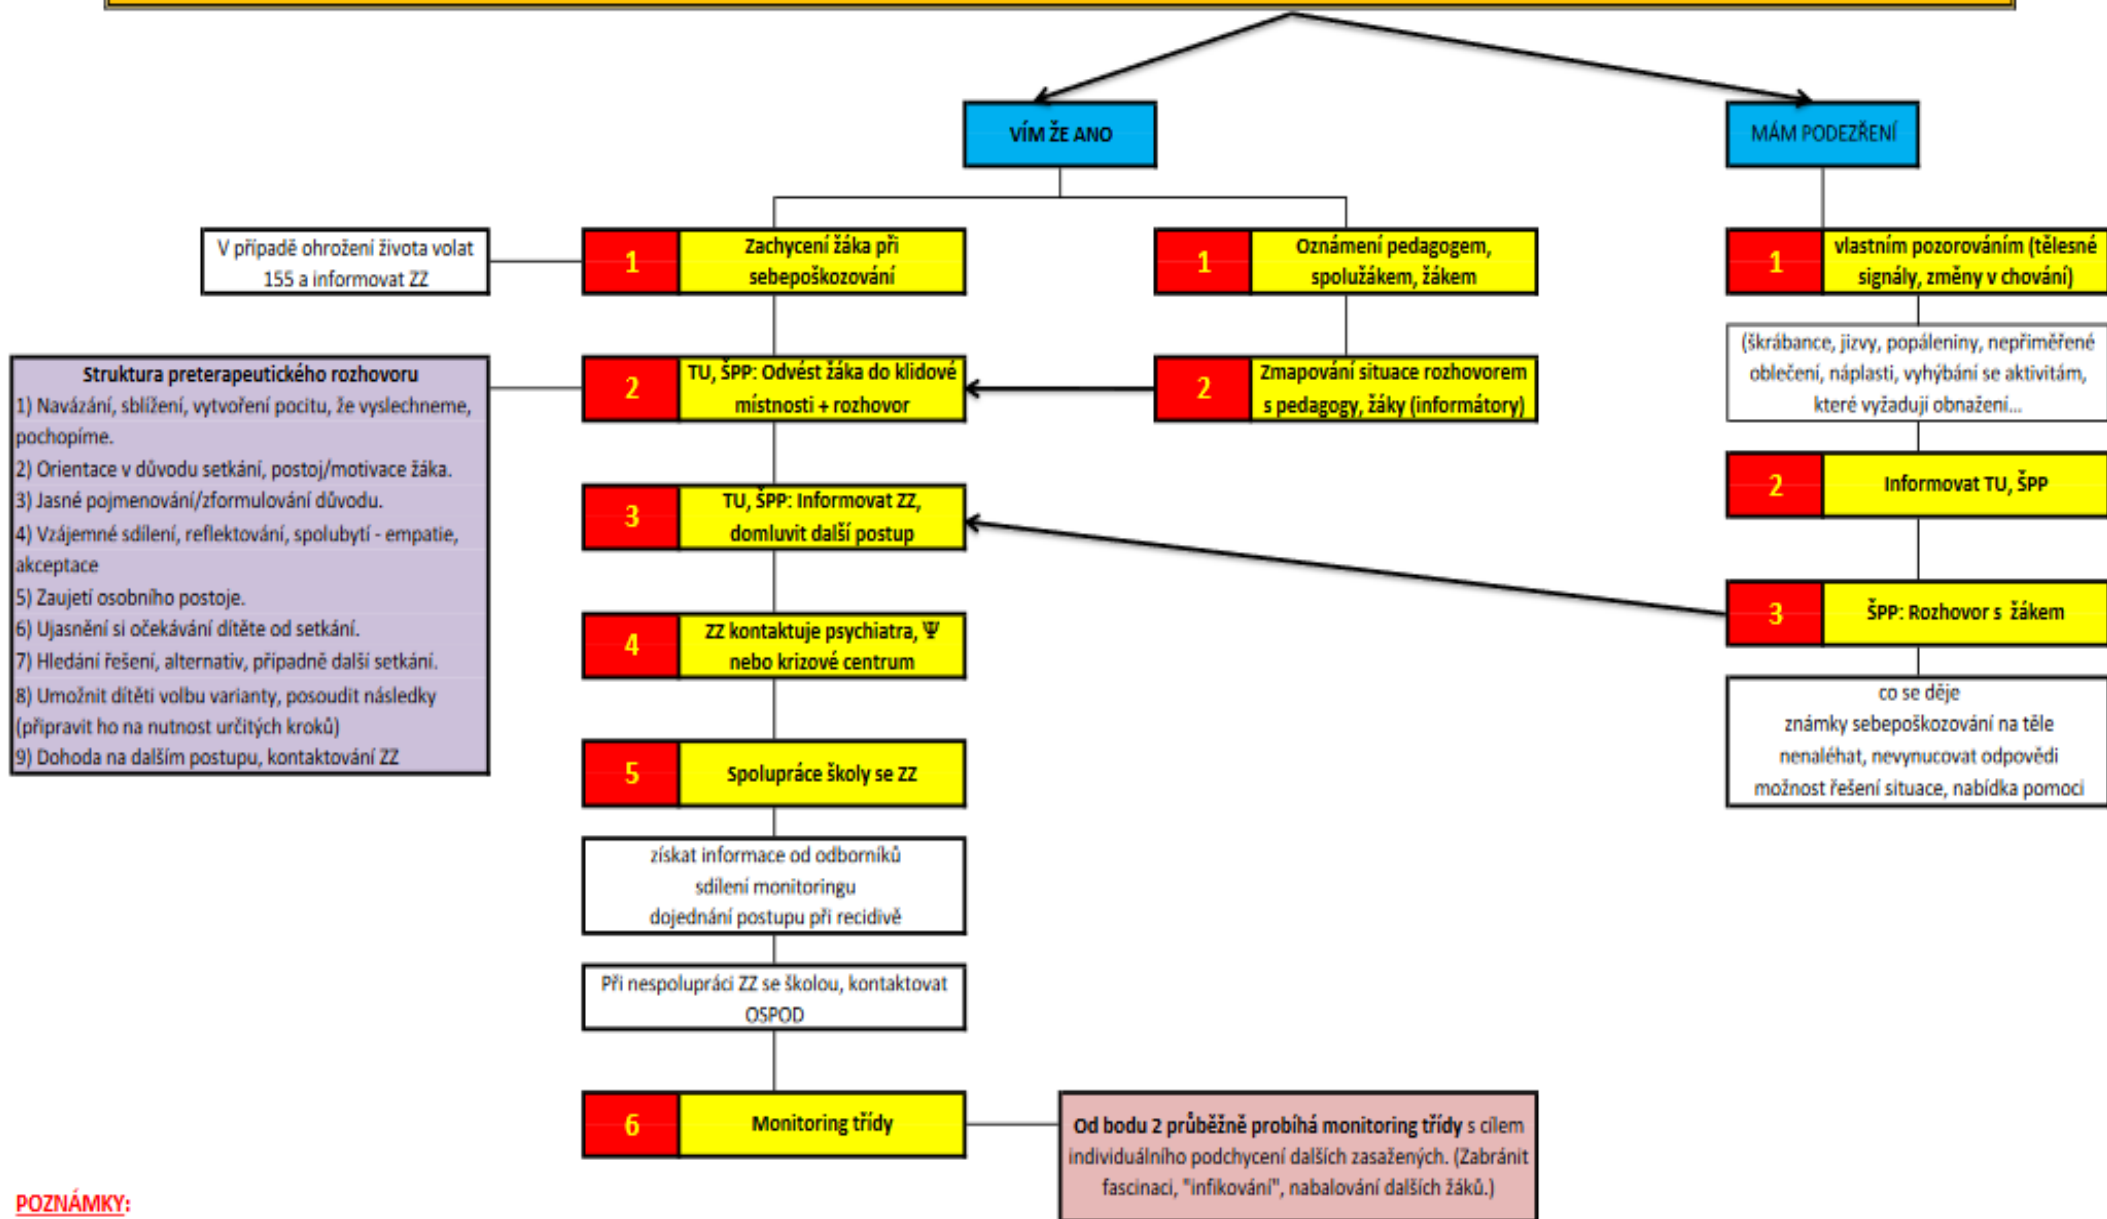 VÍM ŽE ANO
MÁM PODEZŘENÍ
V případě ohrožení života volat
155 a informovat ZZ
1
Zachycení žáka při
sebepoškozování
1
Oznámení pedagogem,
spolužákem, žákem
1
vlastním pozorováním (tělesné
signály, změny v chování)
(škrábance, jizvy, popáleniny, nepřiměřené
oblečení, náplasti, vyhýbání se aktivitám,
které vyžadují obnažení...
Struktura preterapeutického rozhovoru
1) Navázání, sblížení, vytvoření pocitu, že vyslechneme,
pochopíme.
2) Orientace v důvodu setkání, postoj/motivace žáka.
3) Jasné pojmenování/zformulování důvodu.
4) Vzájemné sdílení, reflektování, spolubytí - empatie,
akceptace
5) Zaujetí osobního postoje.
6) Ujasnění si očekávání dítěte od setkání.
7) Hledání řešení, alternativ, případně další setkání.
8) Umožnit dítěti volbu varianty, posoudit následky
(připravit ho na nutnost určitých kroků)
9) Dohoda na dalším postupu, kontaktování ZZ
2
TU, ŠPP: Odvést žáka do klidové
místnosti + rozhovor
2
Zmapování situace rozhovorem
s pedagogy, žáky (informátory)
2
Informovat TU, ŠPP
3
TU, ŠPP: Informovat ZZ,
domluvit další postup
3
ŠPP: Rozhovor s žákem
co se děje
známky sebepoškozování na těle
nenaléhat, nevynucovat odpovědi
možnost řešení situace, nabídka pomoci
4
ZZ kontaktuje psychiatra, Ψ
nebo krizové centrum
5
Spolupráce školy se ZZ
získat informace od odborníků
sdílení monitoringu
dojednání postupu při recidivě
Při nespolupráci ZZ se školou, kontaktovat
OSPOD
6
Monitoring třídy
Od bodu 2 průběžně probíhá monitoring třídy s cílem
individuálního podchycení dalších zasažených. (Zabránit
fascinaci, "infikování", nabalování dalších žáků.)
POZNÁMKY: